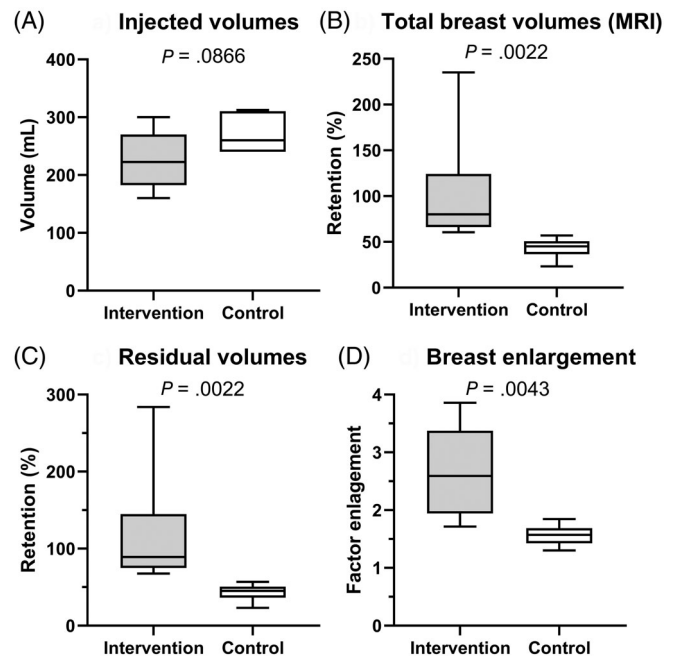 (A) Injected volumes
P = .0866
400
300
200
100
0
Volume (mL)
Intervention Control
(B) Total breast volumes (MRI)
P = .0022
250
200
150
100
50
0
Retention (%)
Intervention Control
(C) Residual volumes
P = .0022
300
200
100
0
Retention (%)
Intervention Control
(D) Breast enlargement
P = .0043
4
3
2
1
0
Factor enlagement
Intervention Control